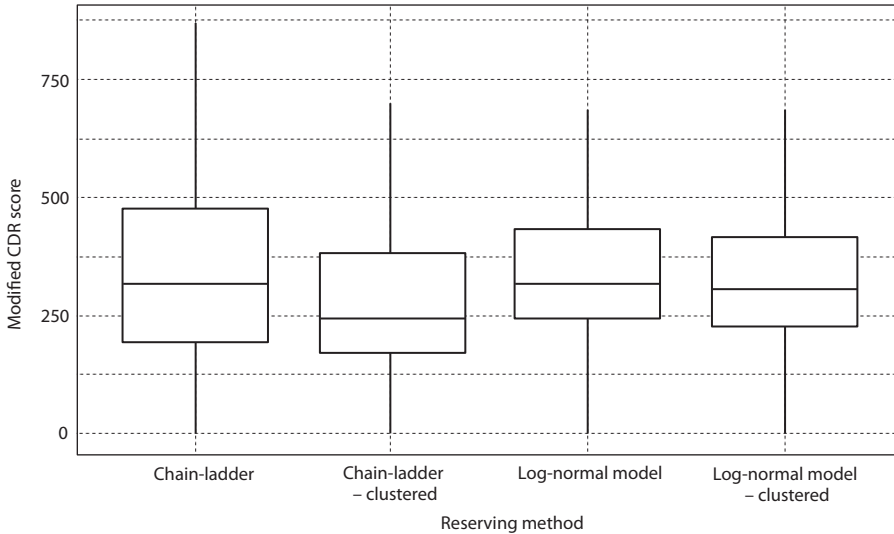 Modified CDR score
750
500
250
0
Chain-ladder
Chain-ladder
– clustered
Log-normal model
Log-normal model
– clustered
Reserving method